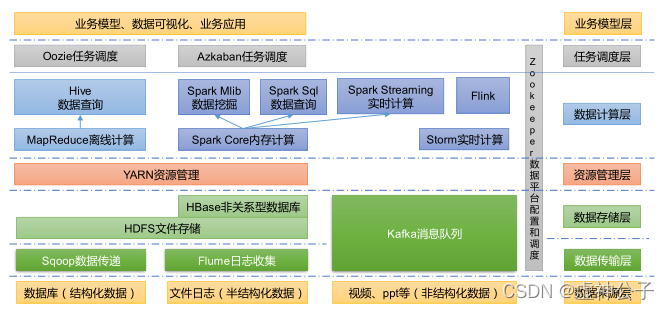 业务模型、数据可视化、业务应用
业务模型层
Oozie任务调度
Azkaban任务调度
任务调度层
Hive
数据查询
Spark Mlib
数据挖掘
Spark Sql
数据查询
Spark Streaming
实时计算
Flink
数据计算层
MapReduce离线计算
Spark Core内存计算
Storm实时计算
Zookeeper数据平台配置和调度
YARN资源管理
资源管理层
HBase非关系型数据库
HDFS文件存储
Kafka消息队列
数据存储层
Sqoop数据传递
Flume日志收集
数据传输层
数据库（结构化数据）
文件日志（半结构化数据）
视频、ppt等（非结构化数据）
数据来源层
CSDN @虚神公子